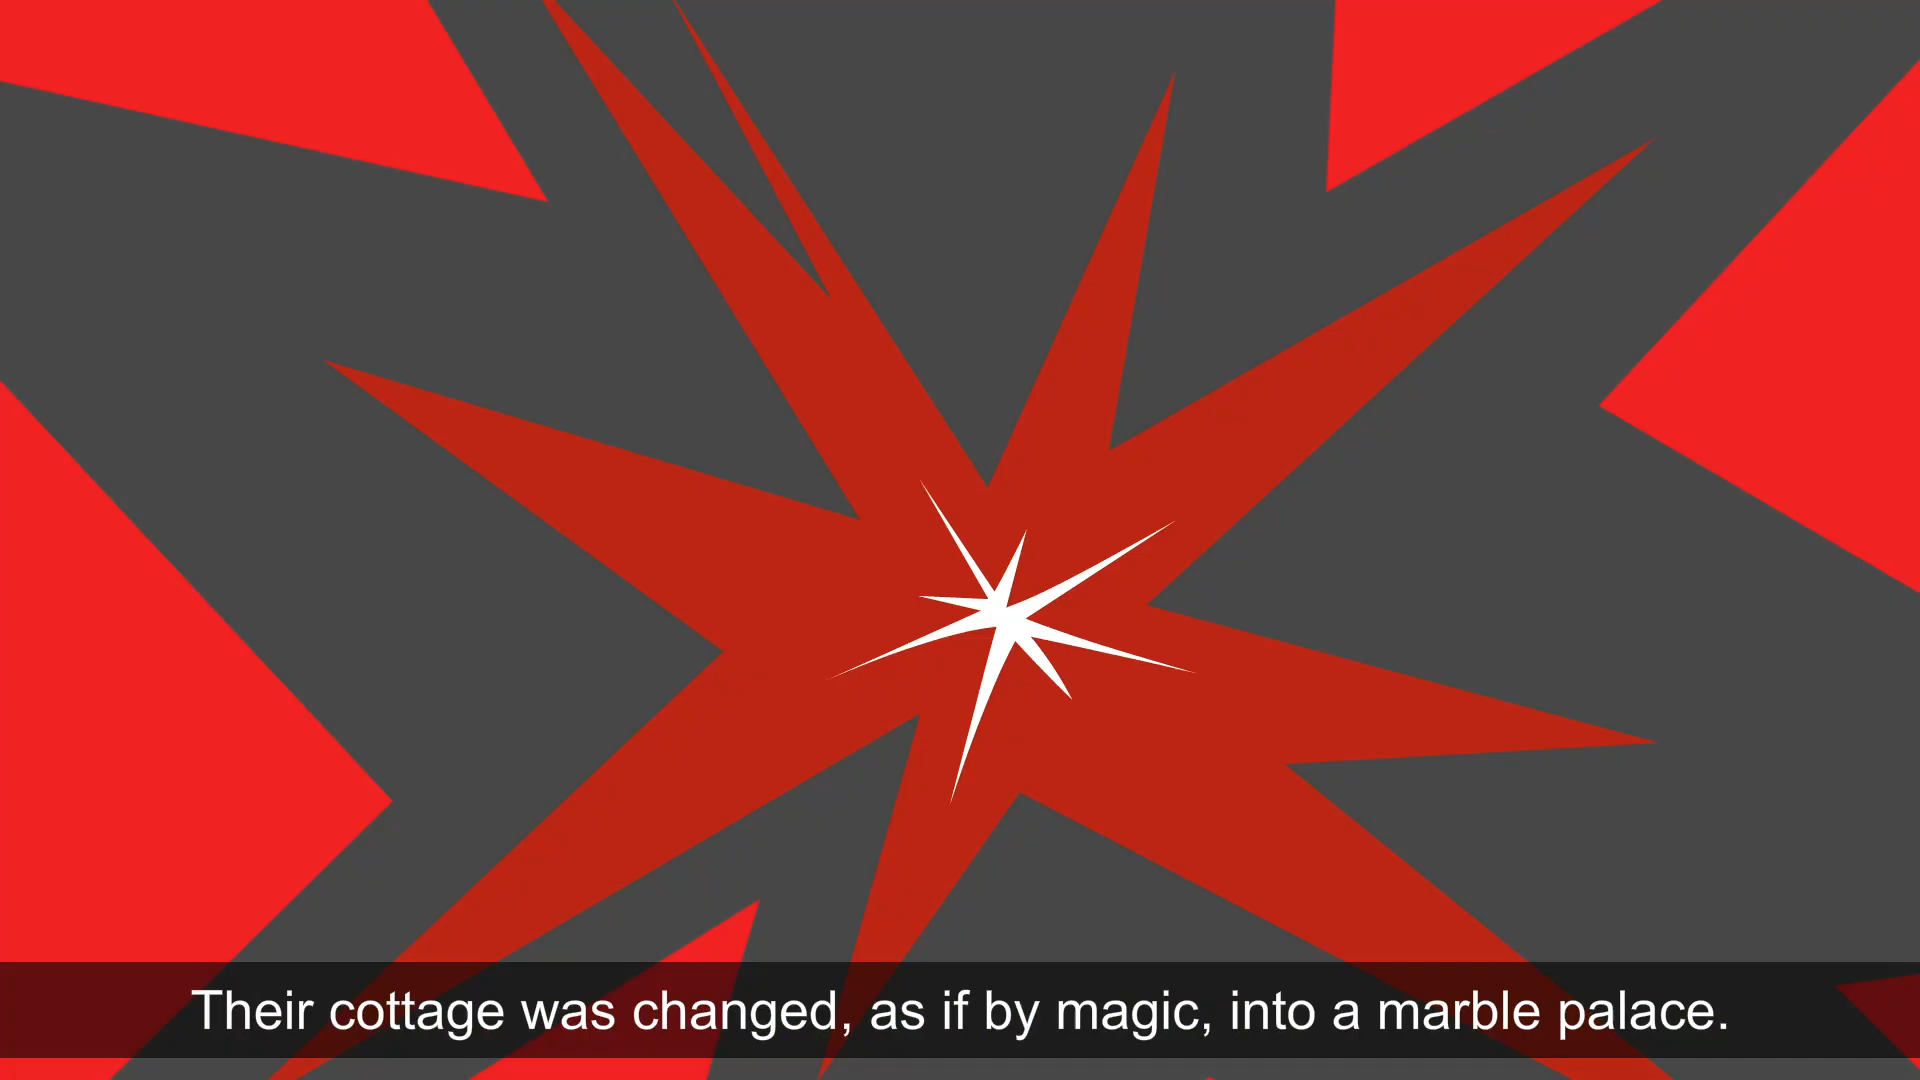 Their cottage was changed, as if by magic, into a marble palace.